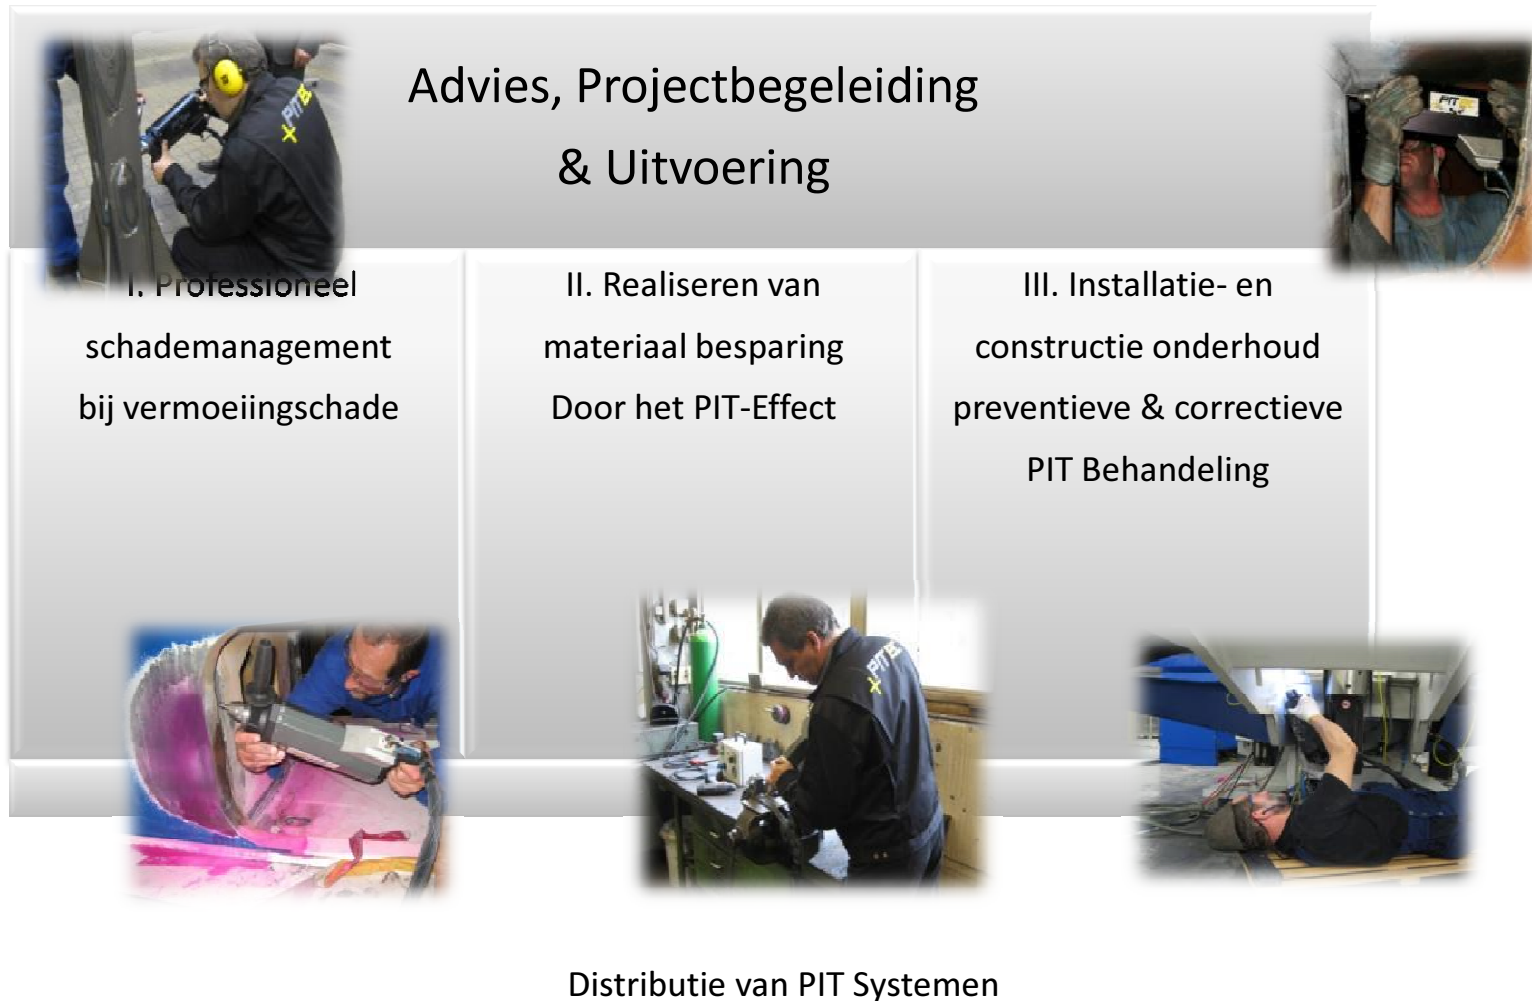 Advies, Projectbegeleiding
& Uitvoering
I. Professioneel
schademanagement
bij vermoeiingschade
II. Realiseren van
materiaal besparing
Door het PIT-Effect
III. Installatie- en
constructie onderhoud
preventieve & correctieve
PIT Behandeling
Distributie van PIT Systemen